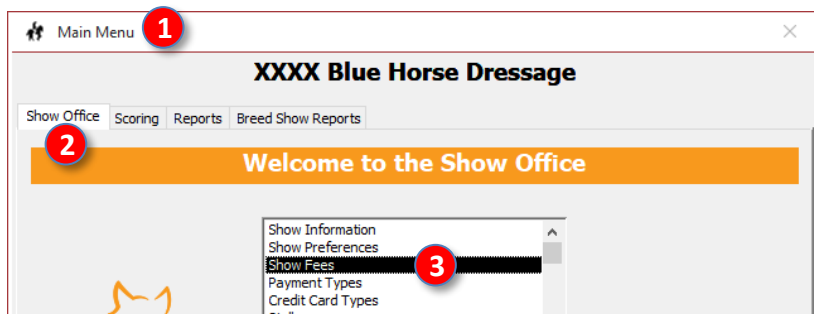 Main Menu 1
XXXX Blue Horse Dressage
Show Office Scoring Reports Breed Show Reports
2
Welcome to the Show Office
Show Information
Show Preferences
Show Fees 3
Payment Types
Credit Card Types